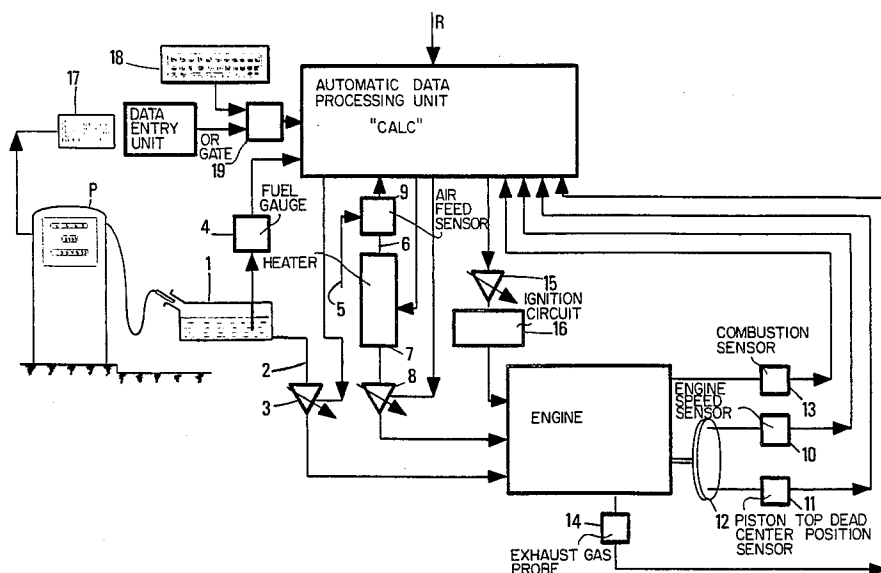 R
18
17
AUTOMATIC DATA
PROCESSING UNIT
"CALC"
DATA
ENTRY
UNIT
OR
GATE
19
P
FUEL
GAUGE
4
9
AIR
FEED
SENSOR
6
HEATER
5
1
15
IGNITION
CIRCUIT
16
7
2
3
8
COMBUSTION
SENSOR
13
ENGINE
ENGINE
SPEED
SENSOR
10
11
12
PISTON TOP DEAD
CENTER POSITION
SENSOR
14
EXHAUST GAS
PROBE